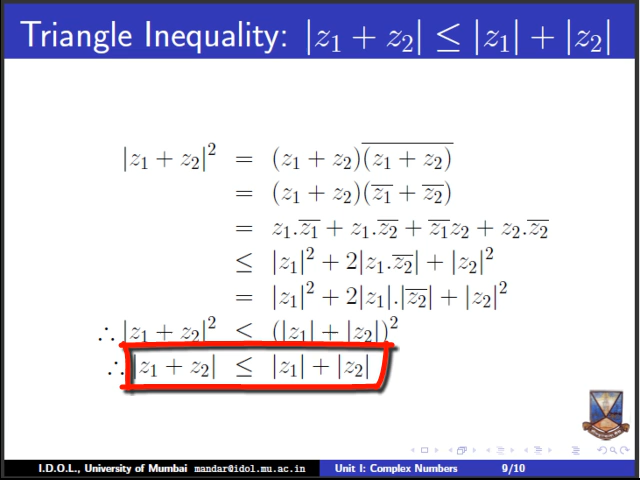 Triangle Inequality: |z₁ + z₂| ≤ |z₁| + |z₂|
|z₁ + z₂|² = (z₁ + z₂)(z₁ + z₂)̅
= (z₁ + z₂)(z̅₁ + z̅₂)
= z₁.z̅₁ + z₁.z̅₂ + z̅₁z₂ + z₂.z̅₂
≤ |z₁|² + 2|z₁.z̅₂| + |z₂|²
= |z₁|² + 2|z₁|.|z̅₂| + |z₂|²
∴ |z₁ + z₂|² ≤ (|z₁| + |z₂|)²
∴ |z₁ + z₂| ≤ |z₁| + |z₂|
I.D.O.L., University of Mumbai mandar@idol.mu.ac.in Unit I: Complex Numbers 9/10